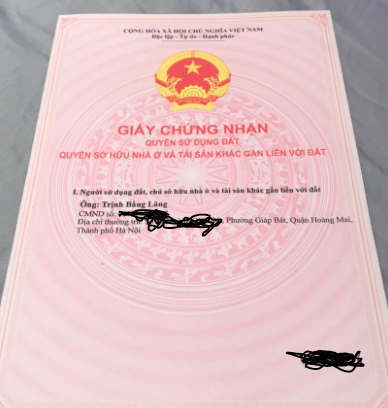 CỘNG HÒA XÃ HỘI CHỦ NGHĨA VIỆT NAM
Độc lập - Tự do - Hạnh phúc
GIẤY CHỨNG NHẬN
QUYỀN SỬ DỤNG ĐẤT
QUYỀN SỞ HỮU NHÀ Ở VÀ TÀI SẢN KHÁC GẮN LIỀN VỚI ĐẤT
I. Người sử dụng đất, chủ sở hữu nhà ở và tài sản khác gắn liền với đất
Ông: Trịnh Bằng Lăng
CMND số:
Địa chỉ thường trú Phường Giáp Bát, Quận Hoàng Mai,
Thành phố Hà Nội